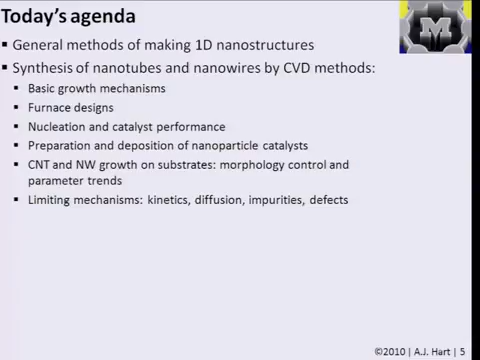 Today's agenda
M
▪ General methods of making 1D nanostructures
▪ Synthesis of nanotubes and nanowires by CVD methods:
▪ Basic growth mechanisms
▪ Furnace designs
▪ Nucleation and catalyst performance
▪ Preparation and deposition of nanoparticle catalysts
▪ CNT and NW growth on substrates: morphology control and
parameter trends
▪ Limiting mechanisms: kinetics, diffusion, impurities, defects
©2010 | A.J. Hart | 5